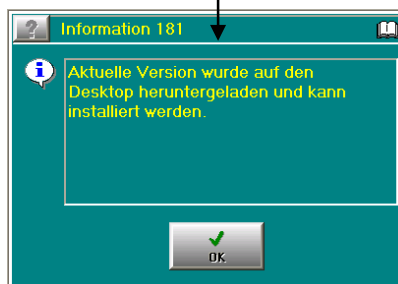 ? Information 181
Aktuelle Version wurde auf den
Desktop heruntergeladen und kann
installiert werden.
OK